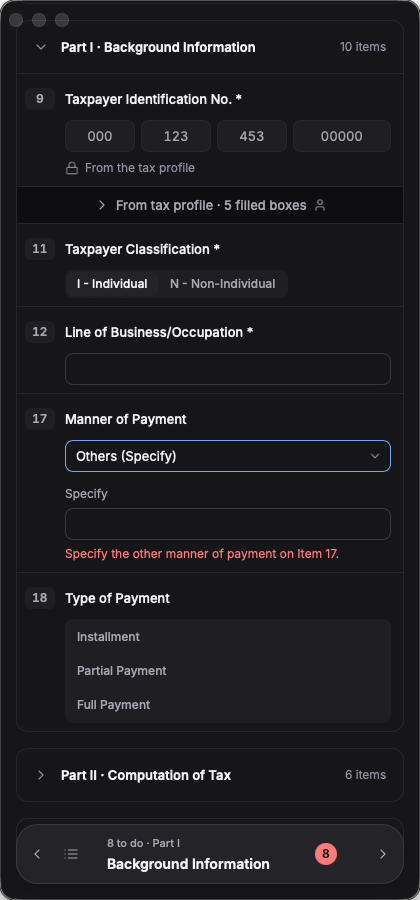 Part I · Background Information
10 items
9
Taxpayer Identification No. *
000
123
453
00000
From the tax profile
From tax profile · 5 filled boxes
11
Taxpayer Classification *
I - Individual
N - Non-Individual
12
Line of Business/Occupation *
17
Manner of Payment
Others (Specify)
Specify
Specify the other manner of payment on Item 17.
18
Type of Payment
Installment
Partial Payment
Full Payment
Part II · Computation of Tax
6 items
8 to do · Part I
Background Information
8